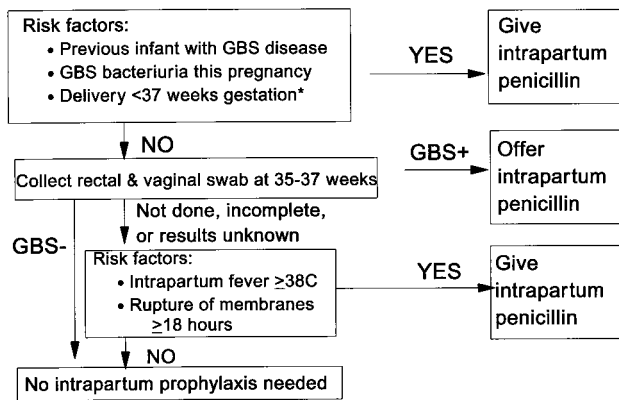 Risk factors:
• Previous infant with GBS disease
• GBS bacteriuria this pregnancy
• Delivery <37 weeks gestation*
YES
Give
intrapartum
penicillin
NO
Collect rectal & vaginal swab at 35-37 weeks
GBS+
Offer
intrapartum
penicillin
GBS-
Not done, incomplete,
or results unknown
Risk factors:
• Intrapartum fever ≥38C
• Rupture of membranes
≥18 hours
YES
Give
intrapartum
penicillin
NO
No intrapartum prophylaxis needed